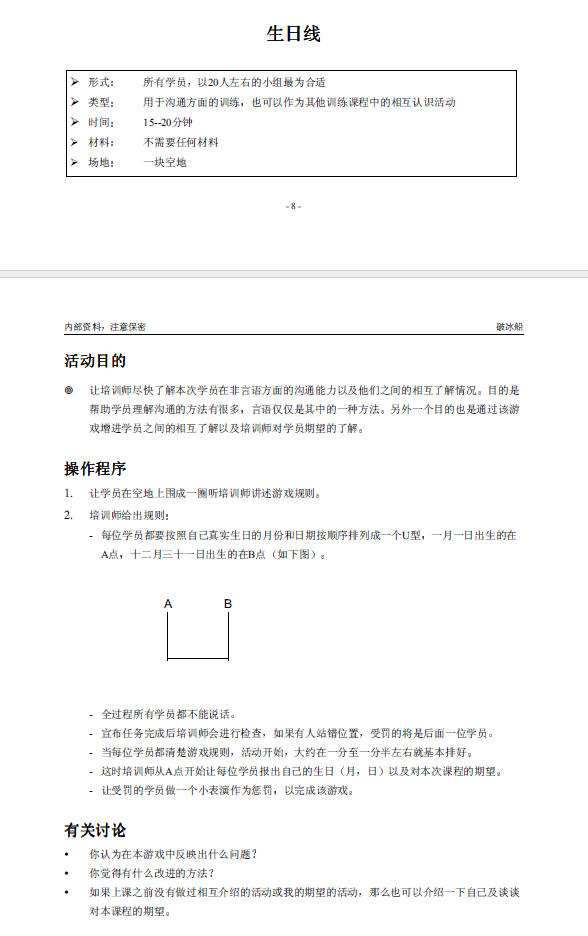 生日线
➢ 形式： 所有学员，以20人左右的小组最为合适
➢ 类型： 用于沟通方面的训练，也可以作为其他训练课程中的相互认识活动
➢ 时间： 15--20分钟
➢ 材料： 不需要任何材料
➢ 场地： 一块空地
- 8 -
内部资料，注意保密 破冰船
活动目的
让培训师尽快了解本次学员在非言语方面的沟通能力以及他们之间的相互了解情况。目的是
帮助学员理解沟通的方法有很多，言语仅仅是其中的一种方法。另外一个目的也是通过该游
戏增进学员之间的相互了解以及培训师对学员期望的了解。
操作程序
1. 让学员在空地上围成一圈听培训师讲述游戏规则。
2. 培训师给出规则：
- 每位学员都要按照自己真实生日的月份和日期按顺序排列成一个U型，一月一日出生的在
A点，十二月三十一日出生的在B点（如下图）。
A B
- 全过程所有学员都不能说话。
- 宣布任务完成后培训师会进行检查，如果有人站错位置，受罚的将是后面一位学员。
- 当每位学员都清楚游戏规则，活动开始，大约在一分至一分半左右就基本排好。
- 这时培训师从A点开始让每位学员报出自己的生日（月，日）以及对本次课程的期望。
- 让受罚的学员做一个小表演作为惩罚，以完成该游戏。
有关讨论
• 你认为在本游戏中反映出什么问题？
• 你觉得有什么改进的方法？
• 如果上课之前没有做过相互介绍的活动或我的期望的活动，那么也可以介绍一下自己及谈谈
对本课程的期望。